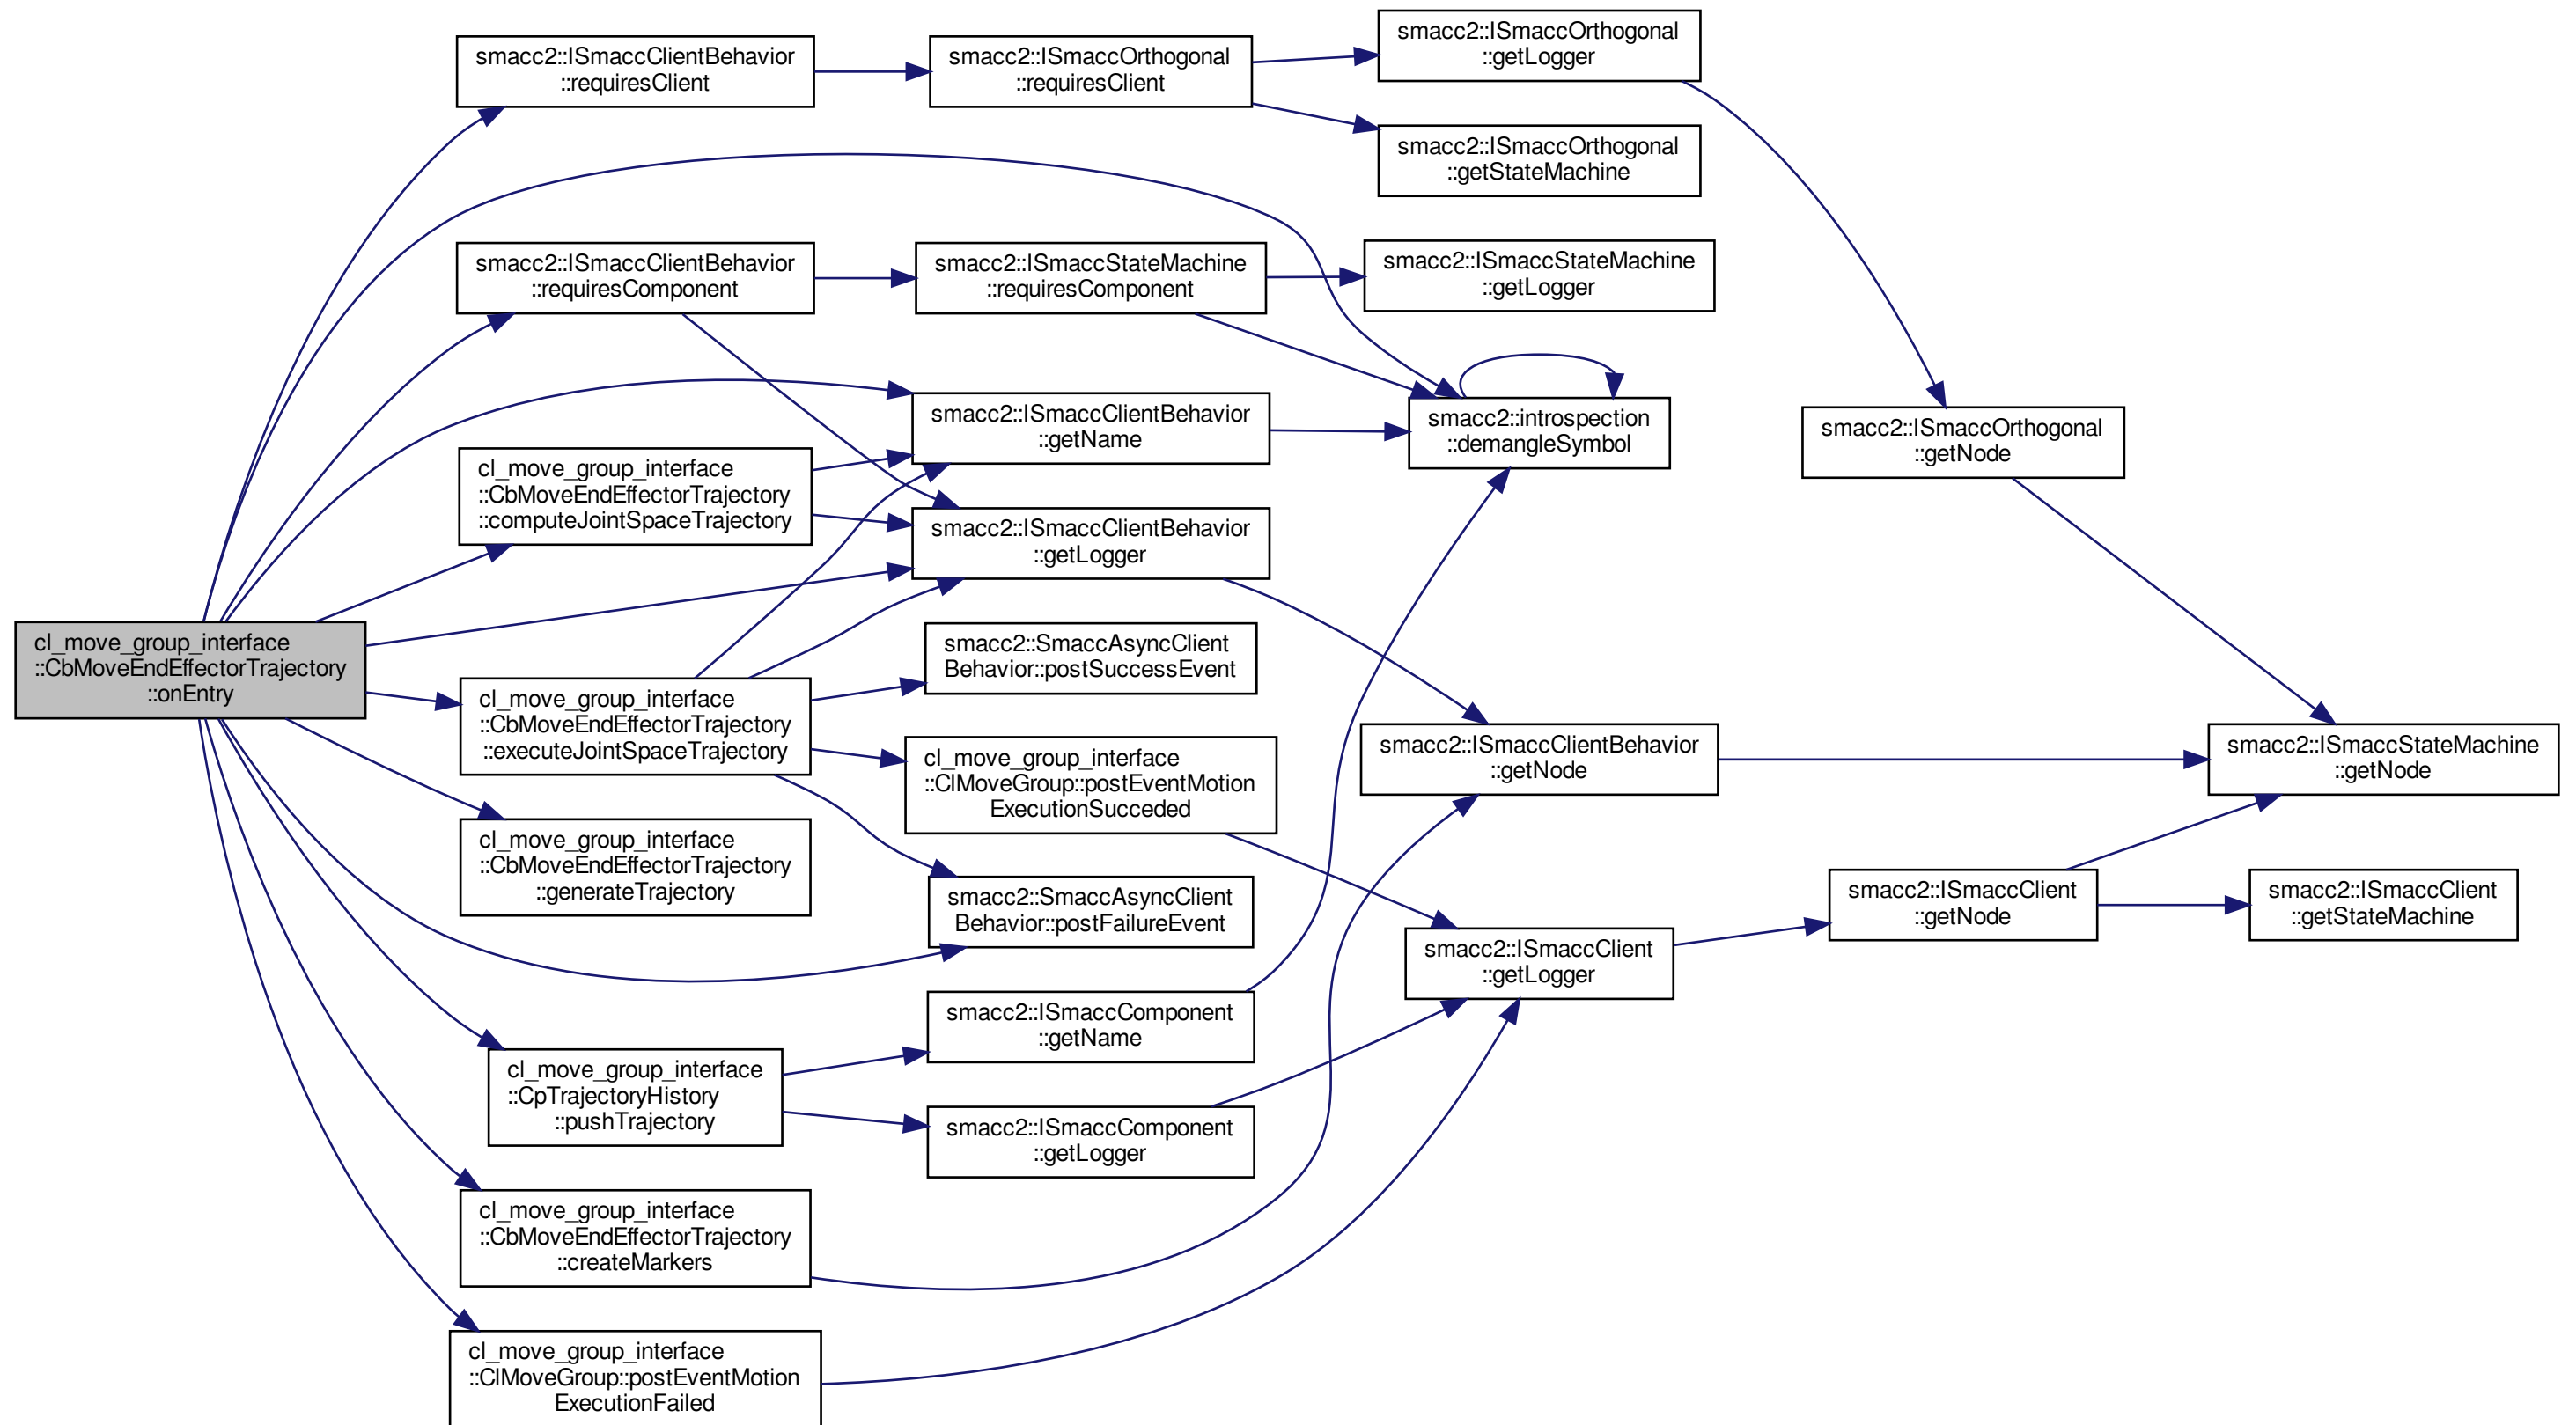 smacc2::ISmaccClientBehavior
::requiresClient
smacc2::ISmaccOrthogonal
::requiresClient
smacc2::ISmaccOrthogonal
::getLogger
smacc2::ISmaccOrthogonal
::getStateMachine
smacc2::ISmaccClientBehavior
::requiresComponent
smacc2::ISmaccStateMachine
::requiresComponent
smacc2::ISmaccStateMachine
::getLogger
smacc2::ISmaccClientBehavior
::getName
smacc2::introspection
::demangleSymbol
smacc2::ISmaccOrthogonal
::getNode
cl_move_group_interface
::CbMoveEndEffectorTrajectory
::computeJointSpaceTrajectory
smacc2::ISmaccClientBehavior
::getLogger
cl_move_group_interface
::CbMoveEndEffectorTrajectory
::onEntry
smacc2::SmaccAsyncClient
Behavior::postSuccessEvent
cl_move_group_interface
::CbMoveEndEffectorTrajectory
::executeJointSpaceTrajectory
cl_move_group_interface
::ClMoveGroup::postEventMotion
ExecutionSucceded
smacc2::ISmaccClientBehavior
::getNode
smacc2::ISmaccStateMachine
::getNode
cl_move_group_interface
::CbMoveEndEffectorTrajectory
::generateTrajectory
smacc2::SmaccAsyncClient
Behavior::postFailureEvent
smacc2::ISmaccClient
::getLogger
smacc2::ISmaccClient
::getNode
smacc2::ISmaccClient
::getStateMachine
smacc2::ISmaccComponent
::getName
cl_move_group_interface
::CpTrajectoryHistory
::pushTrajectory
smacc2::ISmaccComponent
::getLogger
cl_move_group_interface
::CbMoveEndEffectorTrajectory
::createMarkers
cl_move_group_interface
::ClMoveGroup::postEventMotion
ExecutionFailed